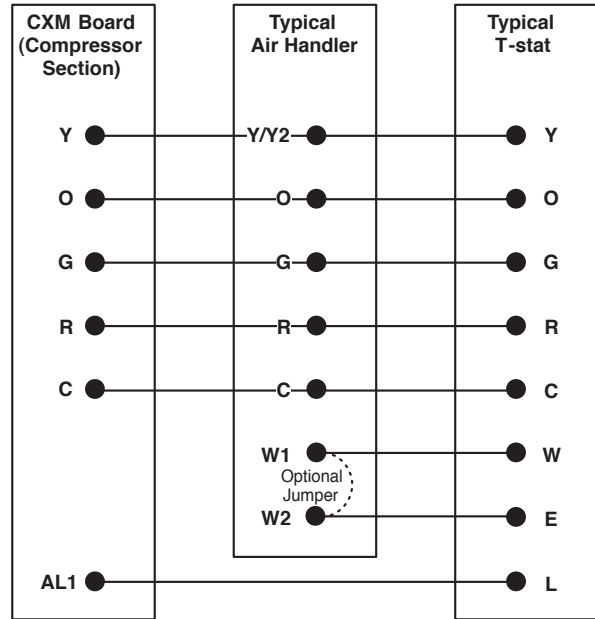 CXM Board
(Compressor
Section)
Typical
Air Handler
Typical
T-stat
Y Y/Y2 Y
O O O
G G G
R R R
C C C
W1 W
Optional
Jumper
W2 E
AL1 L